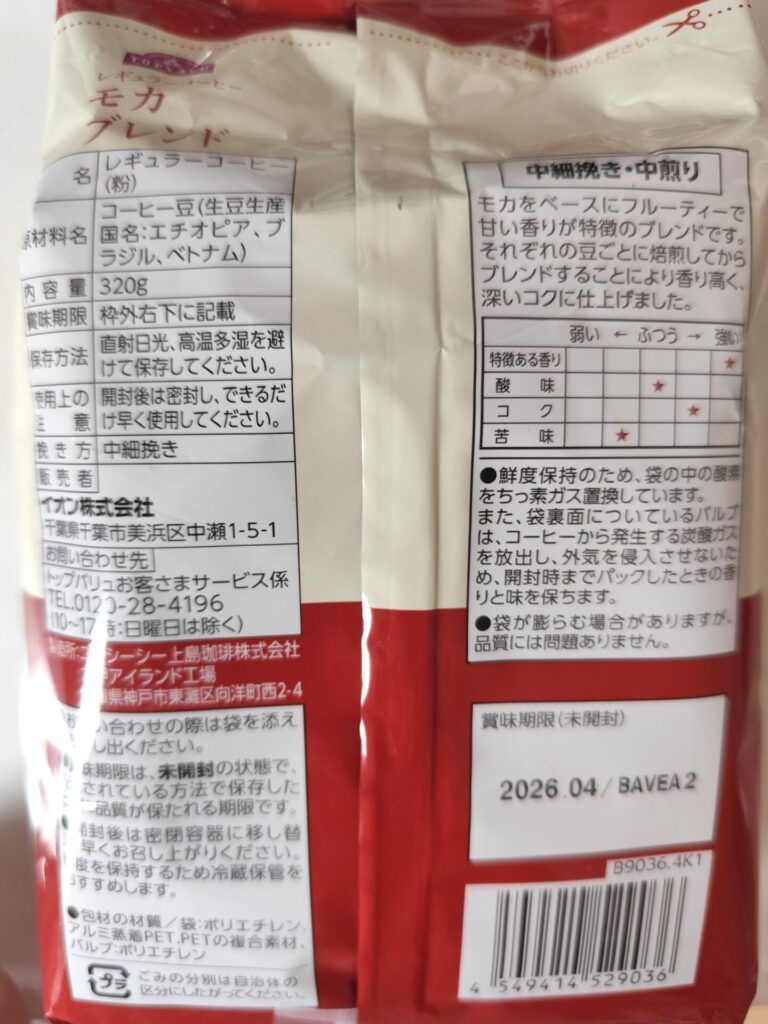 TOPVALU
レギュラーコーヒー
モカ
ブレンド
ここからお切りください。
名 レギュラーコーヒー
(粉)
原材料名 コーヒー豆(生豆生産
国名:エチオピア、ブ
ラジル、ベトナム)
内容量 320g
賞味期限 枠外右下に記載
保存方法 直射日光、高温多湿を避
けて保存してください。
使用上の 開封後は密封し、できるだ
注意 け早く使用してください。
挽き方 中細挽き
販売者
イオン株式会社
千葉県千葉市美浜区中瀬1-5-1
お問い合わせ先
トップバリュお客さまサービス係
TEL.0120-28-4196
(10~17時:日曜日は除く)
製造所:ユーシーシー上島珈琲株式会社
アイランド工場
県神戸市東灘区向洋町西2-4
お問い合わせの際は袋を添え
し出ください。
味期限は、未開封の状態で、
されている方法で保存した
に品質が保たれる期限です。
開封後は密閉容器に移し替
早くお召し上がりください。
度を保持するため冷蔵保管を
おすすめします。
●包材の材質/袋:ポリエチレン、
アルミ蒸着PET、PETの複合素材、
バルブ:ポリエチレン
プラ
ごみの分別は自治体の
区分にしたがってください。
中細挽き・中煎り
モカをベースにフルーティーで
甘い香りが特徴のブレンドです。
それぞれの豆ごとに焙煎してから
ブレンドすることにより香り高く、
深いコクに仕上げました。
弱い ← ふつう → 強い
特徴ある香り ★
酸味 ★
コク ★
苦味 ★
●鮮度保持のため、袋の中の酸素
をちっ素ガス置換しています。
また、袋裏面についているバルブ
は、コーヒーから発生する炭酸ガス
を放出し、外気を侵入させないた
め、開封時までパックしたときの香
りと味を保ちます。
●袋が膨らむ場合がありますが、
品質には問題ありません。
賞味期限(未開封)
2026.04/BAVEA2
B9036.4K1
4 549414 529036